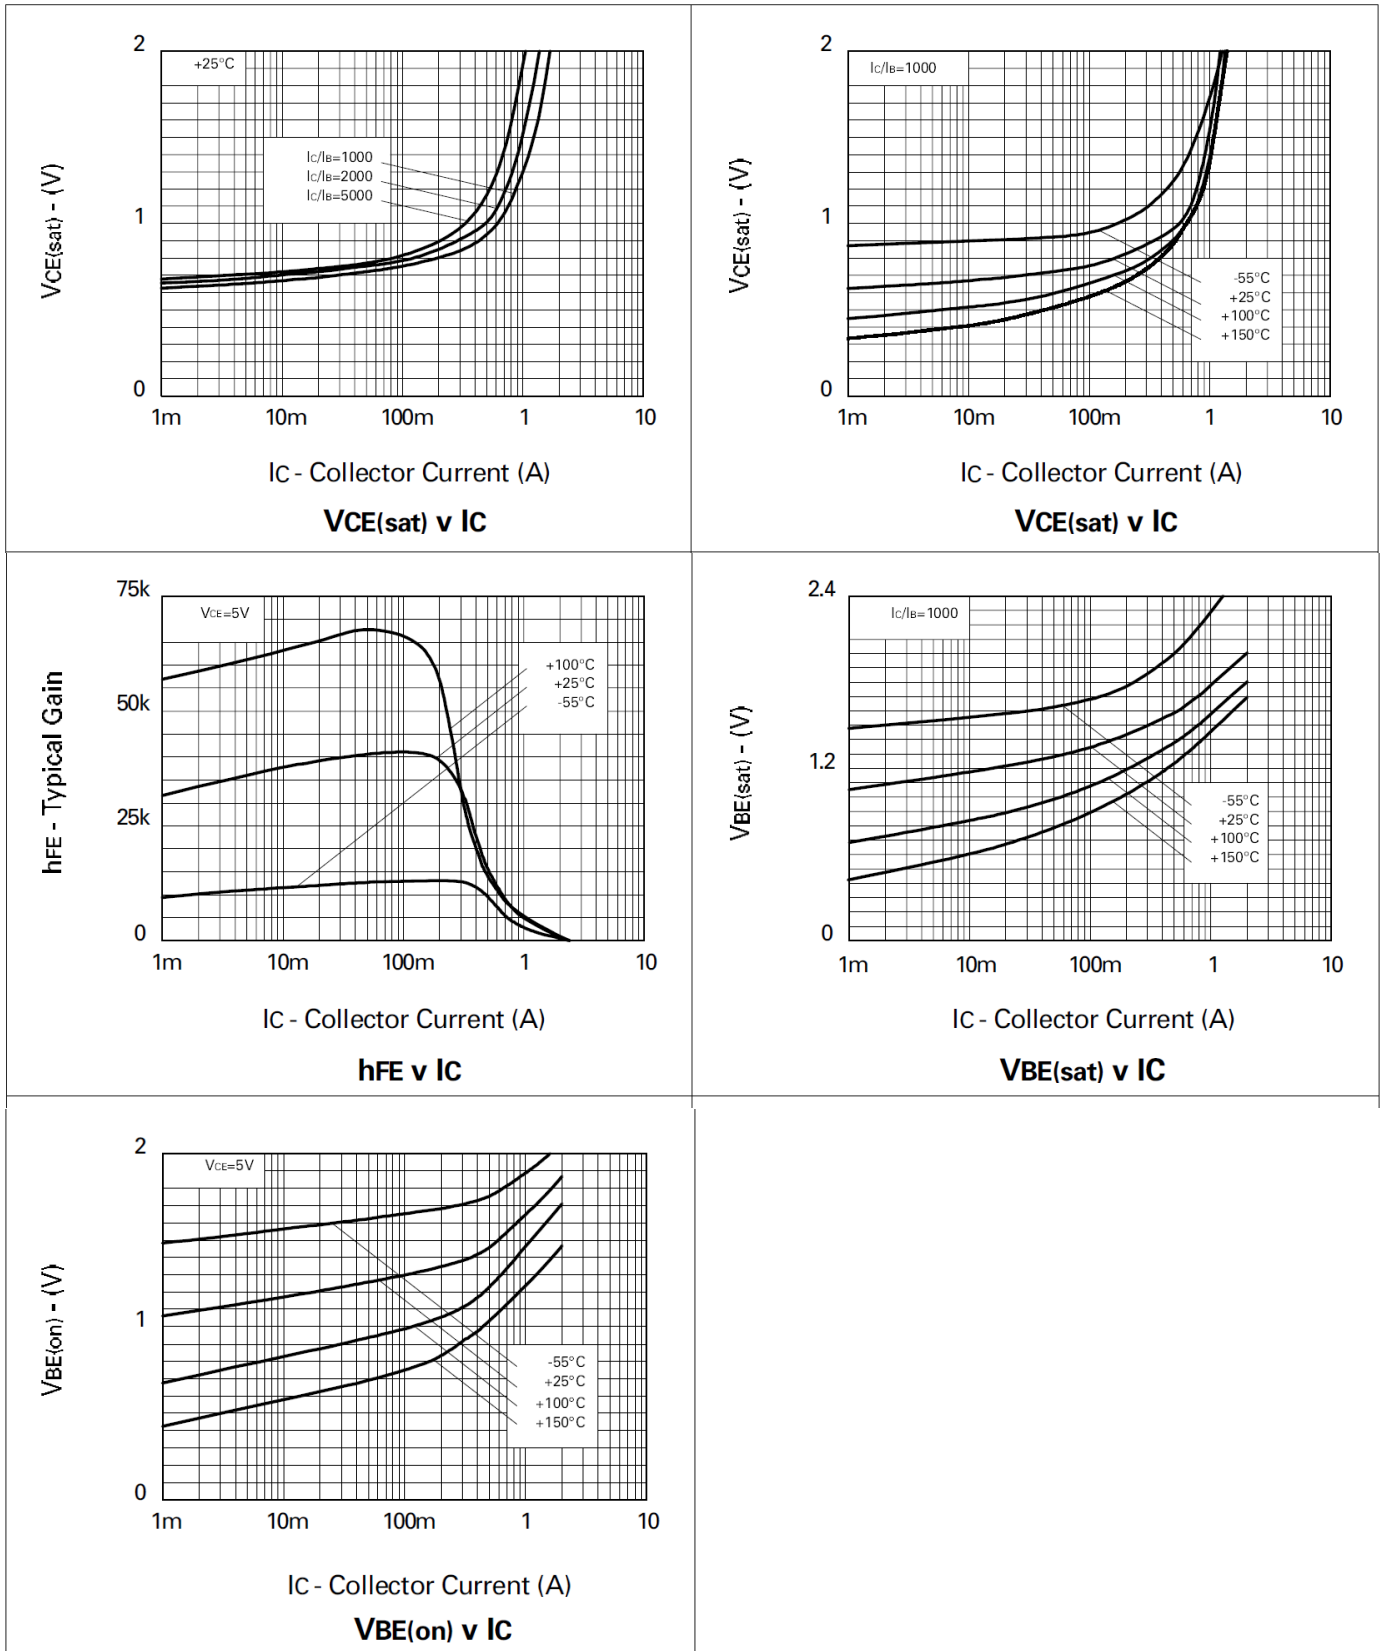 2
+25°C
IC/IB=1000
IC/IB=2000
IC/IB=5000
1
0
VCE(sat) - (V)
1m 10m 100m 1 10
IC - Collector Current (A)
VCE(sat) v IC
2
IC/IB=1000
1
-55°C
+25°C
+100°C
+150°C
0
VCE(sat) - (V)
1m 10m 100m 1 10
IC - Collector Current (A)
VCE(sat) v IC
75k
VCE=5V
+100°C
+25°C
-55°C
50k
25k
0
hFE - Typical Gain
1m 10m 100m 1 10
IC - Collector Current (A)
hFE v IC
2.4
IC/IB=1000
1.2
-55°C
+25°C
+100°C
+150°C
0
VBE(sat) - (V)
1m 10m 100m 1 10
IC - Collector Current (A)
VBE(sat) v IC
2
VCE=5V
1
-55°C
+25°C
+100°C
+150°C
0
VBE(on) - (V)
1m 10m 100m 1 10
IC - Collector Current (A)
VBE(on) v IC